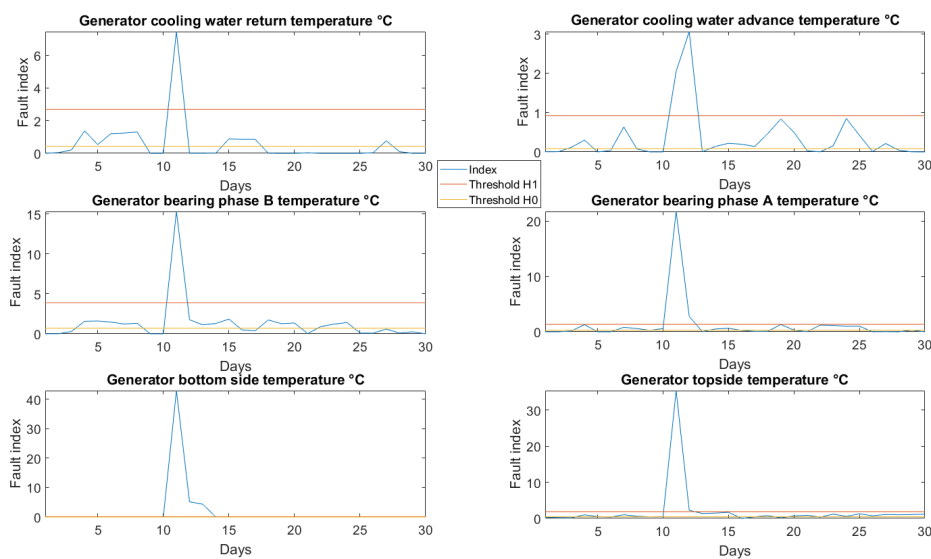 Generator cooling water return temperature °C
Fault index
6
4
2
0
5 10 15 20 25 30
Days
Generator cooling water advance temperature °C
Fault index
3
2
1
0
5 10 15 20 25 30
Days
Index
Threshold H1
Threshold H0
Generator bearing phase B temperature °C
Fault index
15
10
5
0
5 10 15 20 25 30
Days
Generator bearing phase A temperature °C
Fault index
20
10
0
5 10 15 20 25 30
Days
Generator bottom side temperature °C
Fault index
40
30
20
10
0
5 10 15 20 25 30
Days
Generator topside temperature °C
Fault index
30
20
10
0
5 10 15 20 25 30
Days